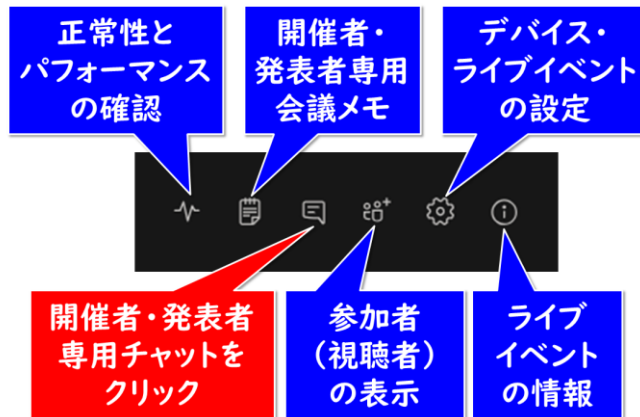 正常性と
パフォーマンス
の確認
開催者・
発表者専用
会議メモ
デバイス・
ライブイベント
の設定
開催者・発表者
専用チャットを
クリック
参加者
(視聴者)
の表示
ライブ
イベント
の情報